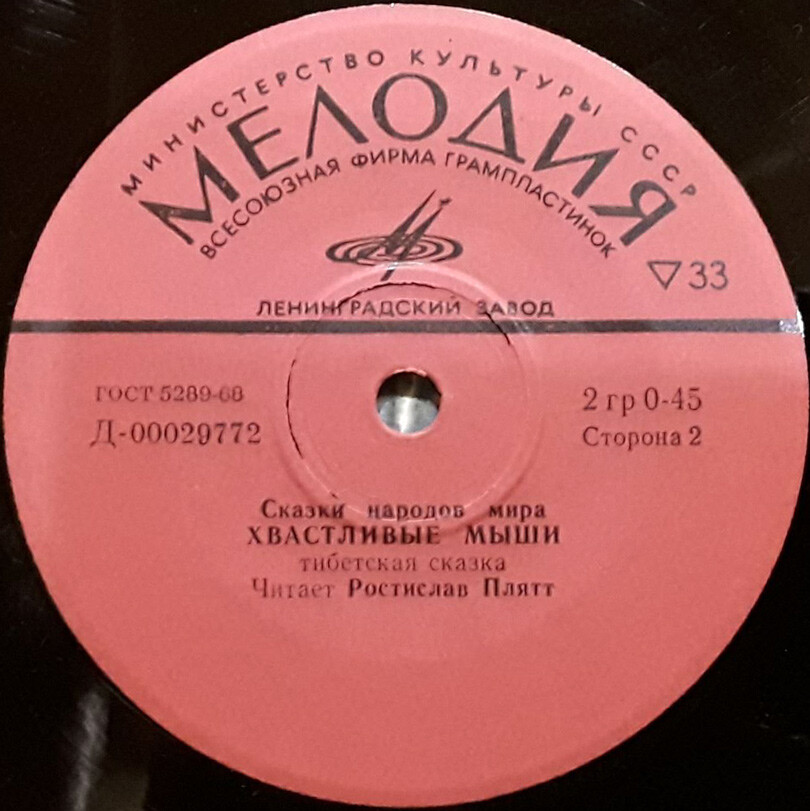 МИНИСТЕРСТВО КУЛЬТУРЫ СССР
МЕЛОДИЯ
ВСЕСОЮЗНАЯ ФИРМА ГРАМПЛАСТИНОК
▽33
ЛЕНИНГРАДСКИЙ ЗАВОД
ГОСТ 5289-68
2 гр 0-45
Д-00029772
Сторона 2
Сказки народов мира
ХВАСТЛИВЫЕ МЫШИ
тибетская сказка
Читает Ростислав Плятт